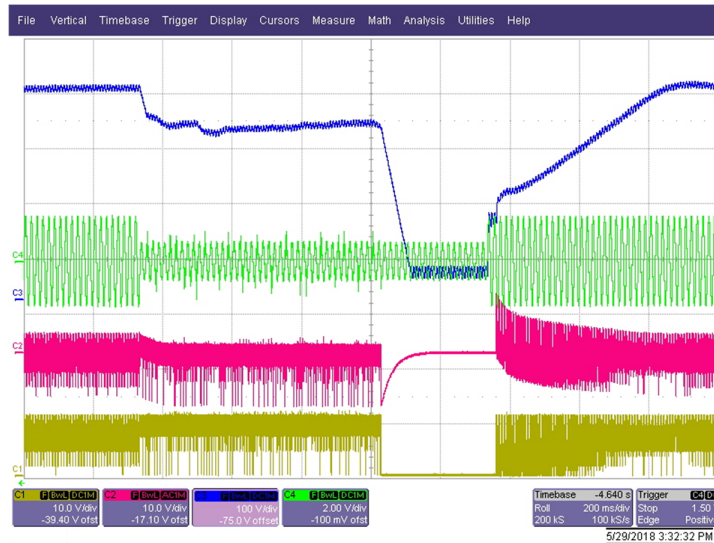 File Vertical Timebase Trigger Display Cursors Measure Math Analysis Utilities Help
C4
C3
C2
C1
C1 F BwL DC1M
10.0 V/div
-39.40 V ofst
C2 F BwL AC1M
10.0 V/div
-17.10 V ofst
100 V/div
-75.0 V offset
C4 F BwL DC1M
2.00 V/div
-100 mV ofst
Timebase -4.640 s
Roll 200 ms/div
200 kS 100 kS/s
Trigger C4 D
Stop 1.50
Edge Positiv
5/29/2018 3:32:32 PM